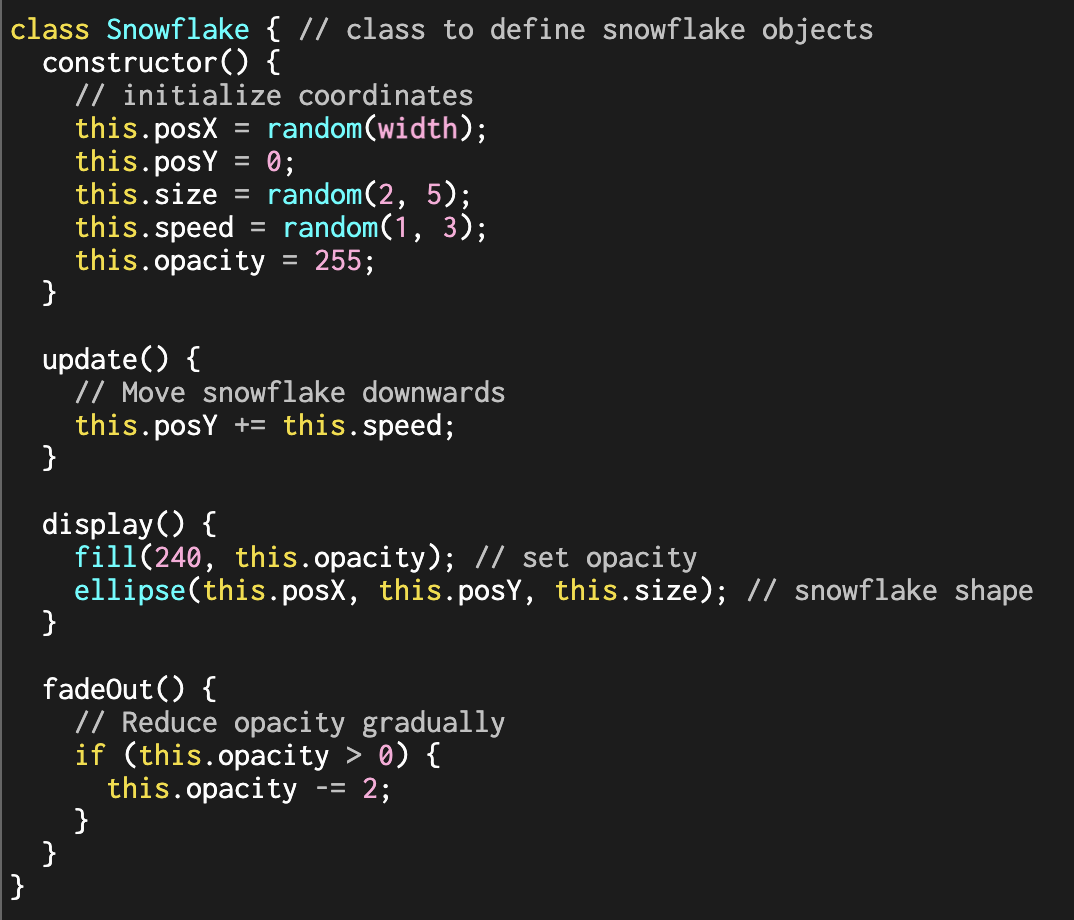 class Snowflake { // class to define snowflake objects
  constructor() {
    // initialize coordinates
    this.posX = random(width);
    this.posY = 0;
    this.size = random(2, 5);
    this.speed = random(1, 3);
    this.opacity = 255;
  }

  update() {
    // Move snowflake downwards
    this.posY += this.speed;
  }

  display() {
    fill(240, this.opacity); // set opacity
    ellipse(this.posX, this.posY, this.size); // snowflake shape
  }

  fadeOut() {
    // Reduce opacity gradually
    if (this.opacity > 0) {
      this.opacity -= 2;
    }
  }
}